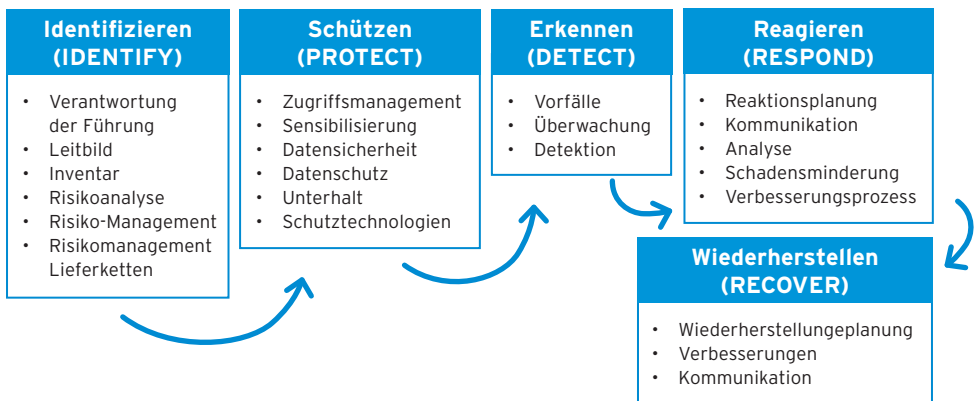 Identifizieren
(IDENTIFY)
• Verantwortung
der Führung
• Leitbild
• Inventar
• Risikoanalyse
• Risiko-Management
• Risikomanagement
Lieferketten
Schützen
(PROTECT)
• Zugriffsmanagement
• Sensibilisierung
• Datensicherheit
• Datenschutz
• Unterhalt
• Schutztechnologien
Erkennen
(DETECT)
• Vorfälle
• Überwachung
• Detektion
Reagieren
(RESPOND)
• Reaktionsplanung
• Kommunikation
• Analyse
• Schadensminderung
• Verbesserungsprozess
Wiederherstellen
(RECOVER)
• Wiederherstellungeplanung
• Verbesserungen
• Kommunikation